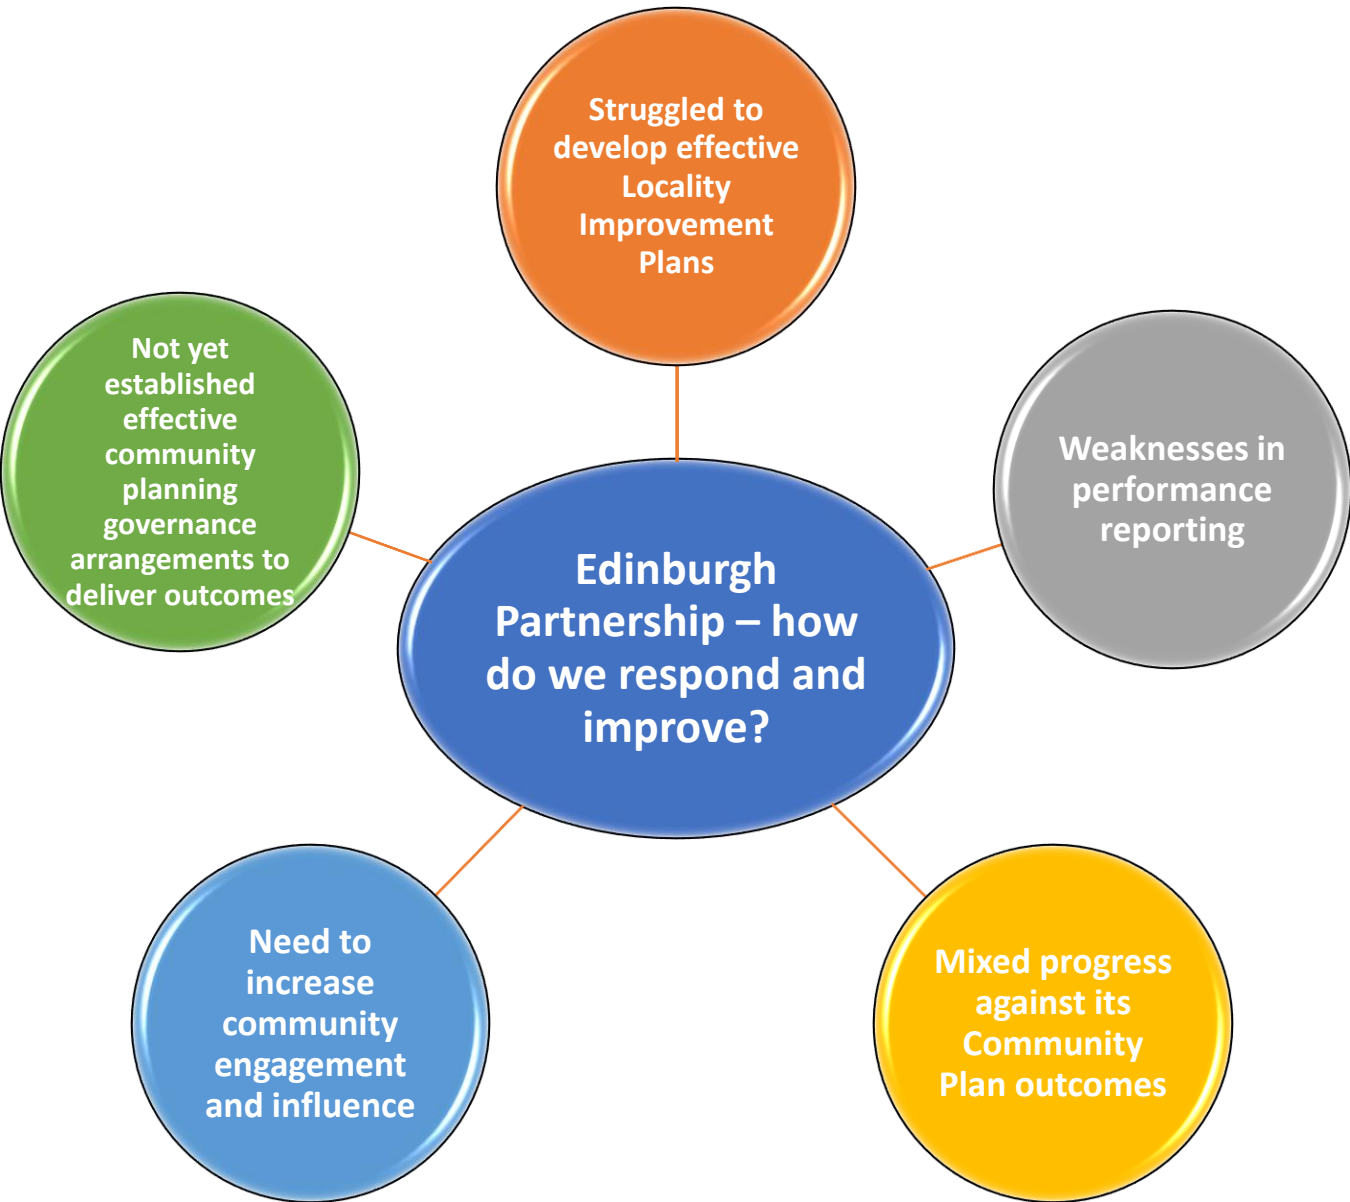 Struggled to
develop effective
Locality
Improvement
Plans
Not yet
established
effective
community
planning
governance
arrangements to
deliver outcomes
Weaknesses in
performance
reporting
Edinburgh
Partnership – how
do we respond and
improve?
Need to
increase
community
engagement
and influence
Mixed progress
against its
Community
Plan outcomes